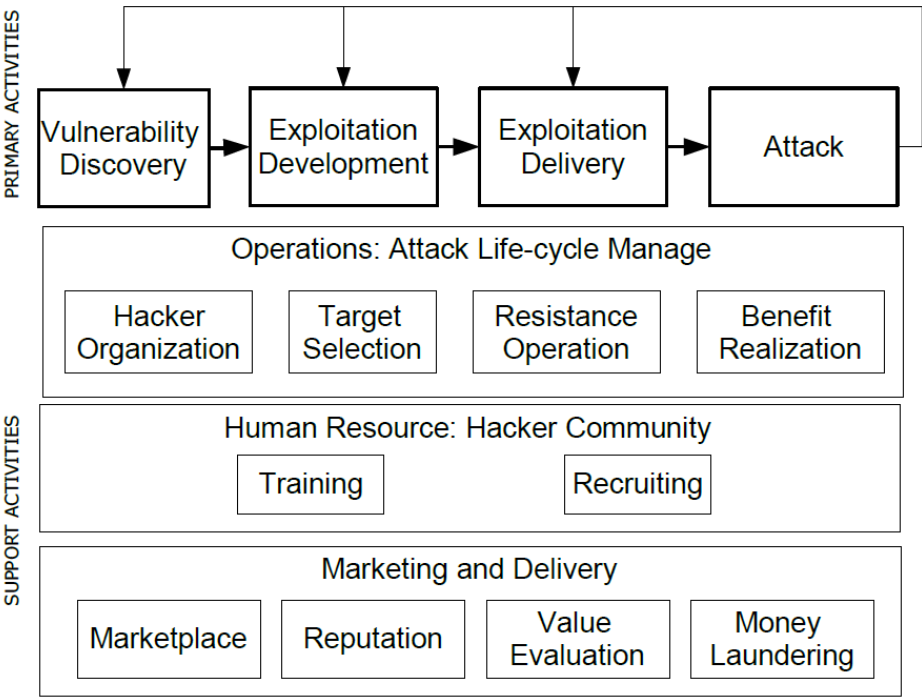 PRIMARY ACTIVITIES
Vulnerability
Discovery
Exploitation
Development
Exploitation
Delivery
Attack
SUPPORT ACTIVITIES
Operations: Attack Life-cycle Manage
Hacker
Organization
Target
Selection
Resistance
Operation
Benefit
Realization
Human Resource: Hacker Community
Training
Recruiting
Marketing and Delivery
Marketplace
Reputation
Value
Evaluation
Money
Laundering